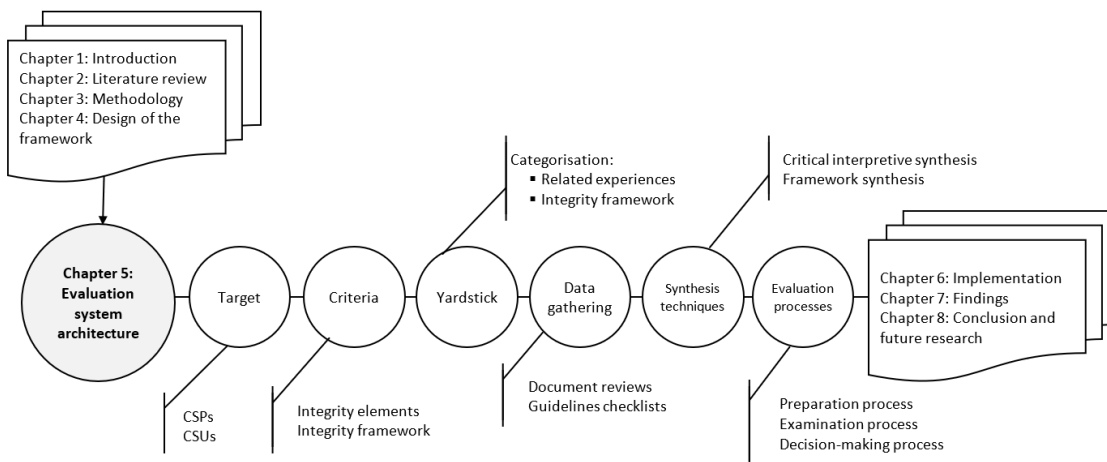 Chapter 1: Introduction
Chapter 2: Literature review
Chapter 3: Methodology
Chapter 4: Design of the
framework
Categorisation:
▪ Related experiences
▪ Integrity framework
Critical interpretive synthesis
Framework synthesis
Chapter 5:
Evaluation
system
architecture
Target
Criteria
Yardstick
Data
gathering
Synthesis
techniques
Evaluation
processes
Chapter 6: Implementation
Chapter 7: Findings
Chapter 8: Conclusion and
future research
CSPs
CSUs
Integrity elements
Integrity framework
Document reviews
Guidelines checklists
Preparation process
Examination process
Decision-making process